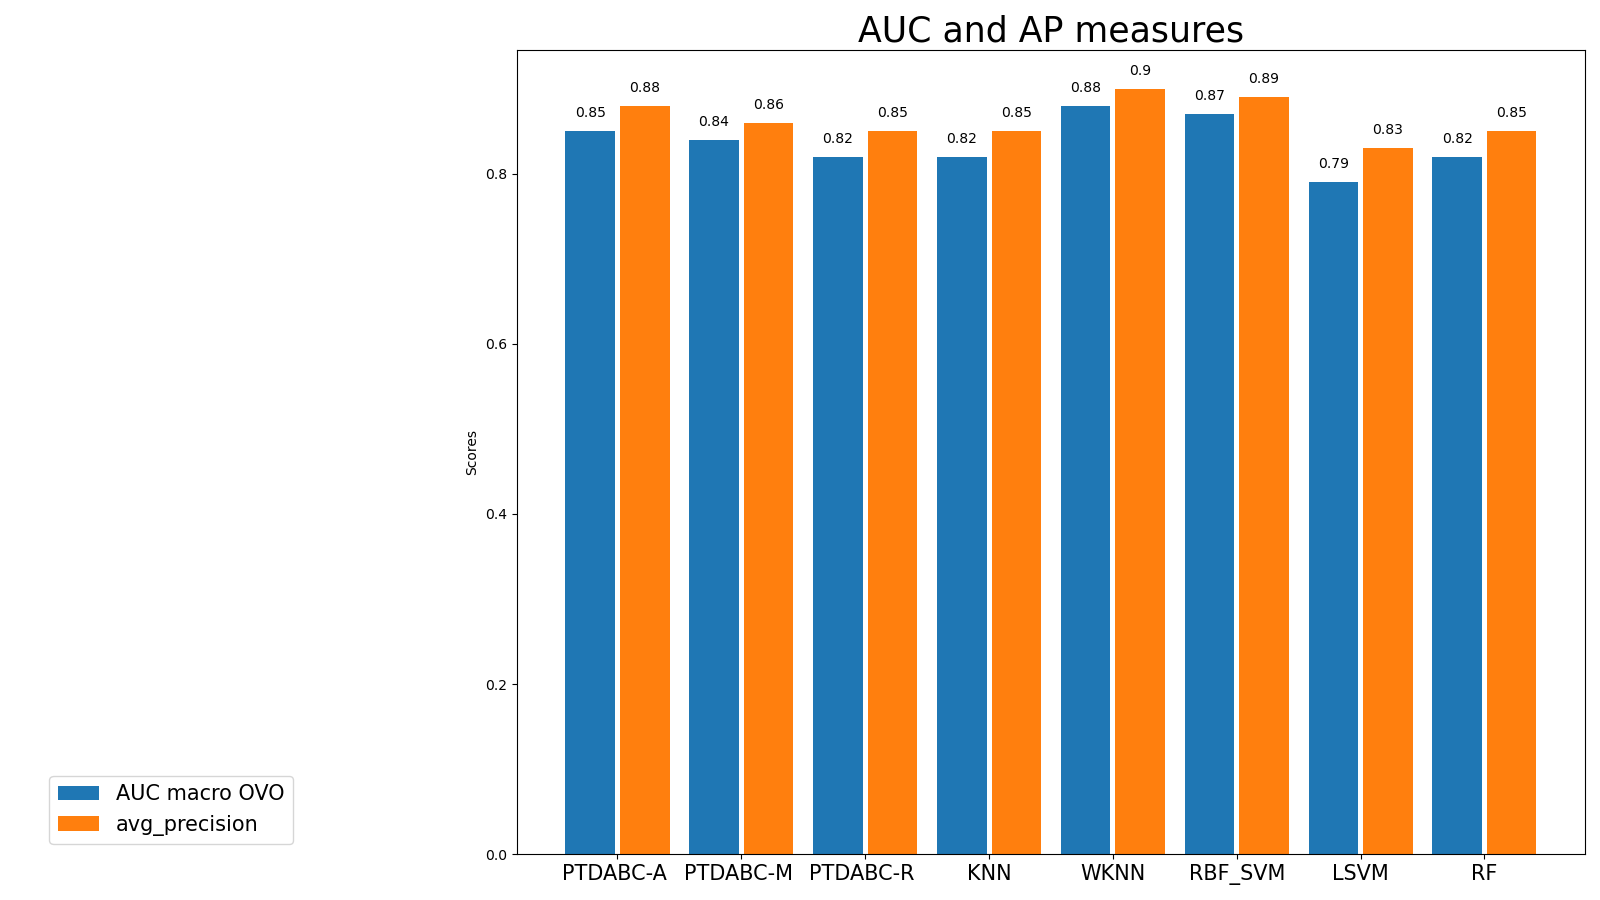 AUC and AP measures
0.85 0.88 0.84 0.86 0.82 0.85 0.82 0.85 0.88 0.9 0.87 0.89 0.79 0.83 0.82 0.85
0.8
0.6
Scores
0.4
0.2
0.0
AUC macro OVO
avg_precision
PTDABC-A PTDABC-M PTDABC-R KNN WKNN RBF_SVM LSVM RF